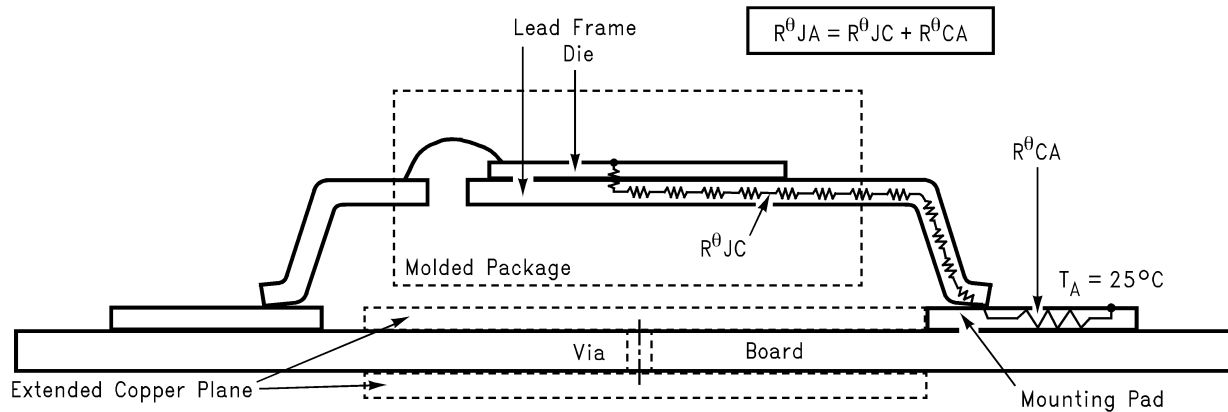 Lead Frame
Die
RθJA = RθJC + RθCA
RθCA
RθJC
Molded Package
TA = 25°C
Via
Board
Extended Copper Plane
Mounting Pad